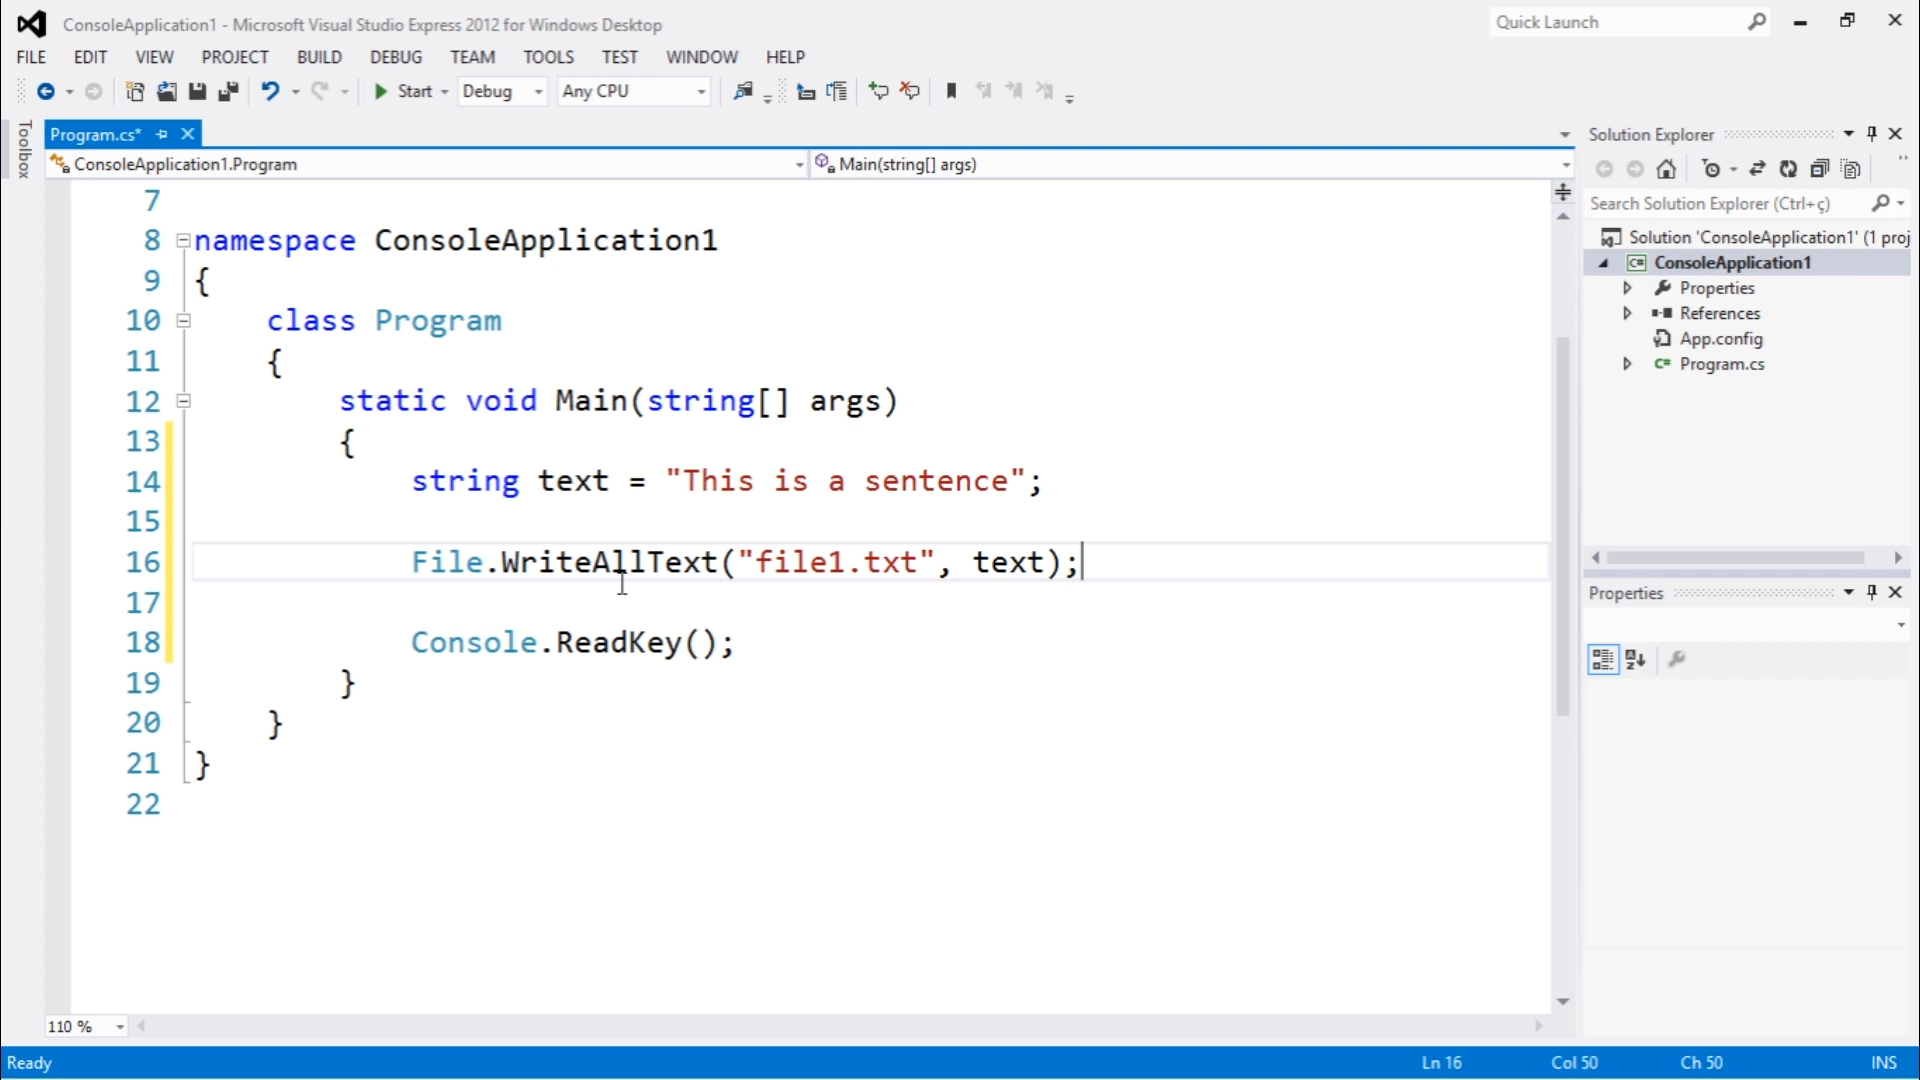 ConsoleApplication1 - Microsoft Visual Studio Express 2012 for Windows Desktop
Quick Launch
FILE EDIT VIEW PROJECT BUILD DEBUG TEAM TOOLS TEST WINDOW HELP
Start Debug Any CPU
Toolbox
Program.cs*
ConsoleApplication1.Program
Main(string[] args)
7
8 namespace ConsoleApplication1
9 {
10 class Program
11 {
12 static void Main(string[] args)
13 {
14 string text = "This is a sentence";
15
16 File.WriteAllText("file1.txt", text);
17
18 Console.ReadKey();
19 }
20 }
21 }
22
110 %
Solution Explorer
Search Solution Explorer (Ctrl+ç)
Solution 'ConsoleApplication1' (1 proj
C# ConsoleApplication1
Properties
References
App.config
C# Program.cs
Properties
Ready
Ln 16 Col 50 Ch 50 INS